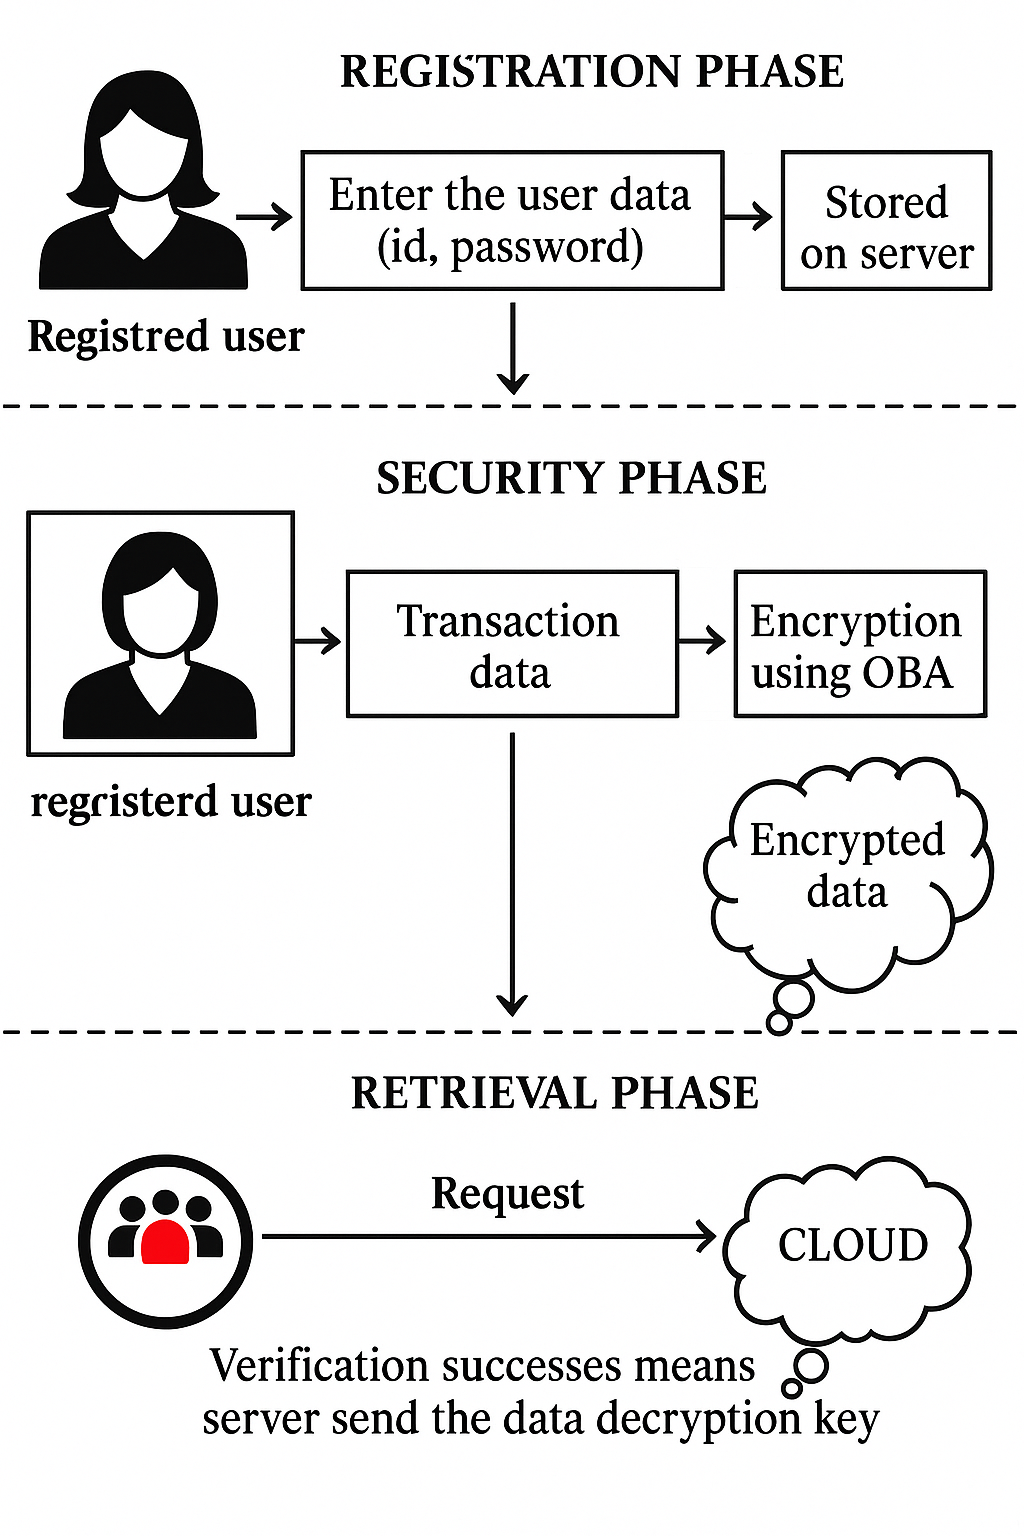 REGISTRATION PHASE
Enter the user data
(id, password)
Stored
on server
Registred user
SECURITY PHASE
Transaction
data
Encryption
using OBA
regristerd user
Encrypted
data
RETRIEVAL PHASE
Request
CLOUD
Verification successes means
server send the data decryption key